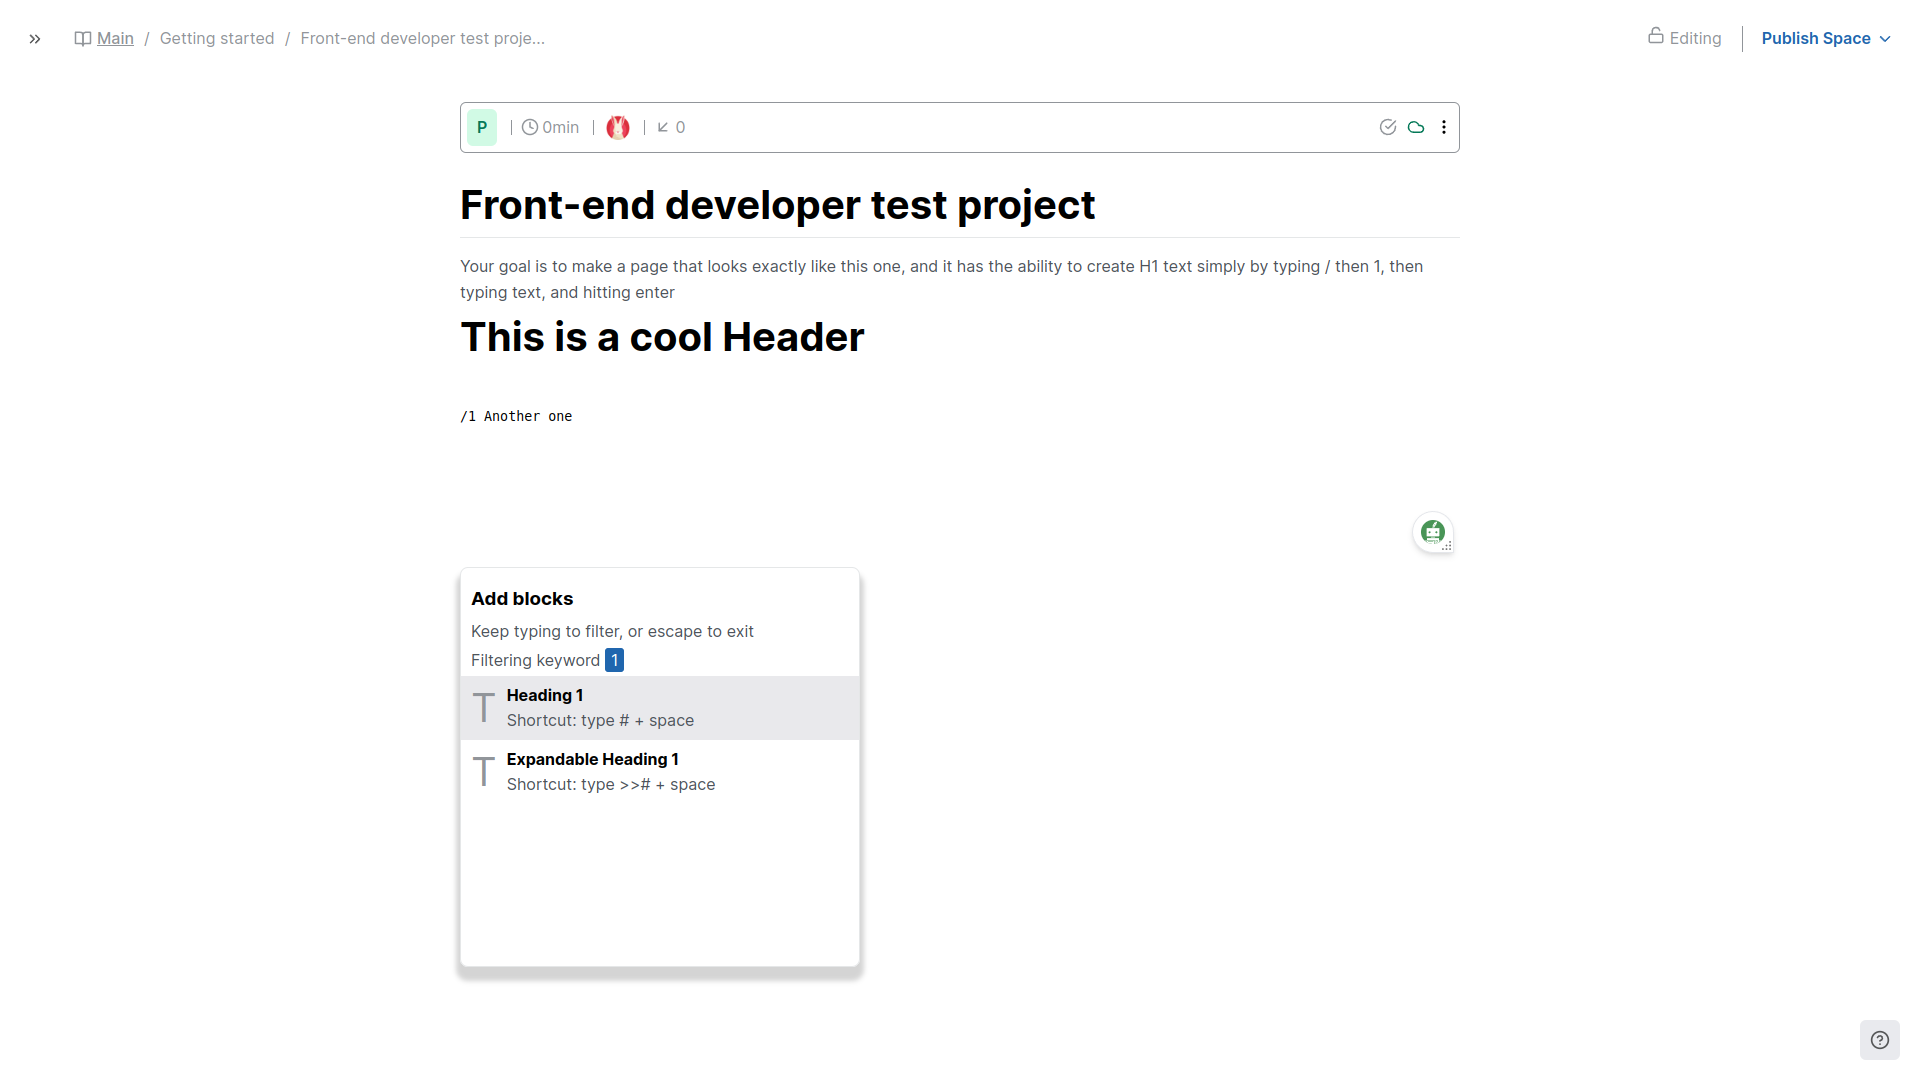 Main / Getting started / Front-end developer test proje...
Editing
Publish Space
P
0min
0
Front-end developer test project
Your goal is to make a page that looks exactly like this one, and it has the ability to create H1 text simply by typing / then 1, then
typing text, and hitting enter
This is a cool Header
/1 Another one
Add blocks
Keep typing to filter, or escape to exit
Filtering keyword 1
T
Heading 1
Shortcut: type # + space
T
Expandable Heading 1
Shortcut: type >># + space